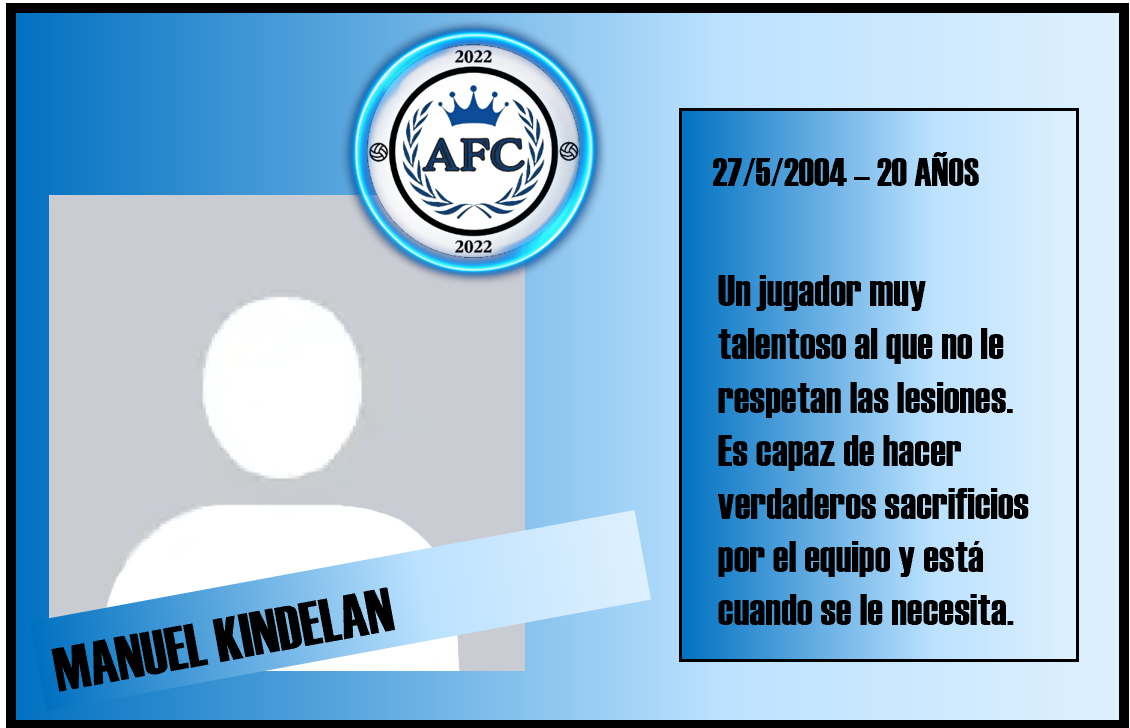 2022
AFC
2022
27/5/2004 – 20 AÑOS
Un jugador muy
talentoso al que no le
respetan las lesiones.
Es capaz de hacer
verdaderos sacrificios
por el equipo y está
cuando se le necesita.
MANUEL KINDELAN